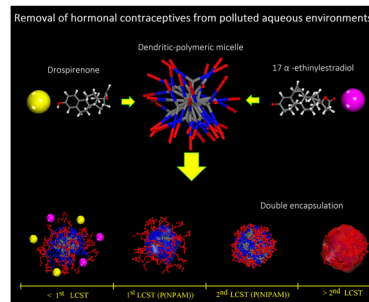 Removal of hormonal contraceptives from polluted aqueous environments
Dendritic-polymeric micelle
Drospirenone
17 α -ethinylestradiol
Double encapsulation
< 1st LCST
1st LCST (P(NPAM))
2nd LCST (P(NIPAM))
> 2nd LCST